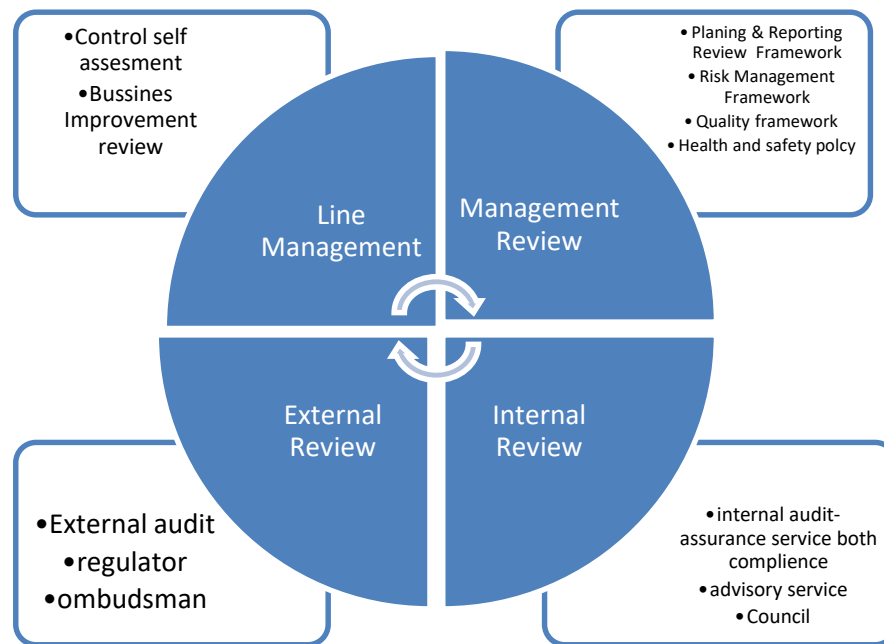 •Control self
assesment
•Bussines
Improvement
review
• Planing & Reporting
Review Framework
• Risk Management
Framework
• Quality framework
• Health and safety polcy
Line
Management
Management
Review
External
Review
Internal
Review
•External audit
•regulator
•ombudsman
• internal audit-
assurance service both
complience
• advisory service
• Council